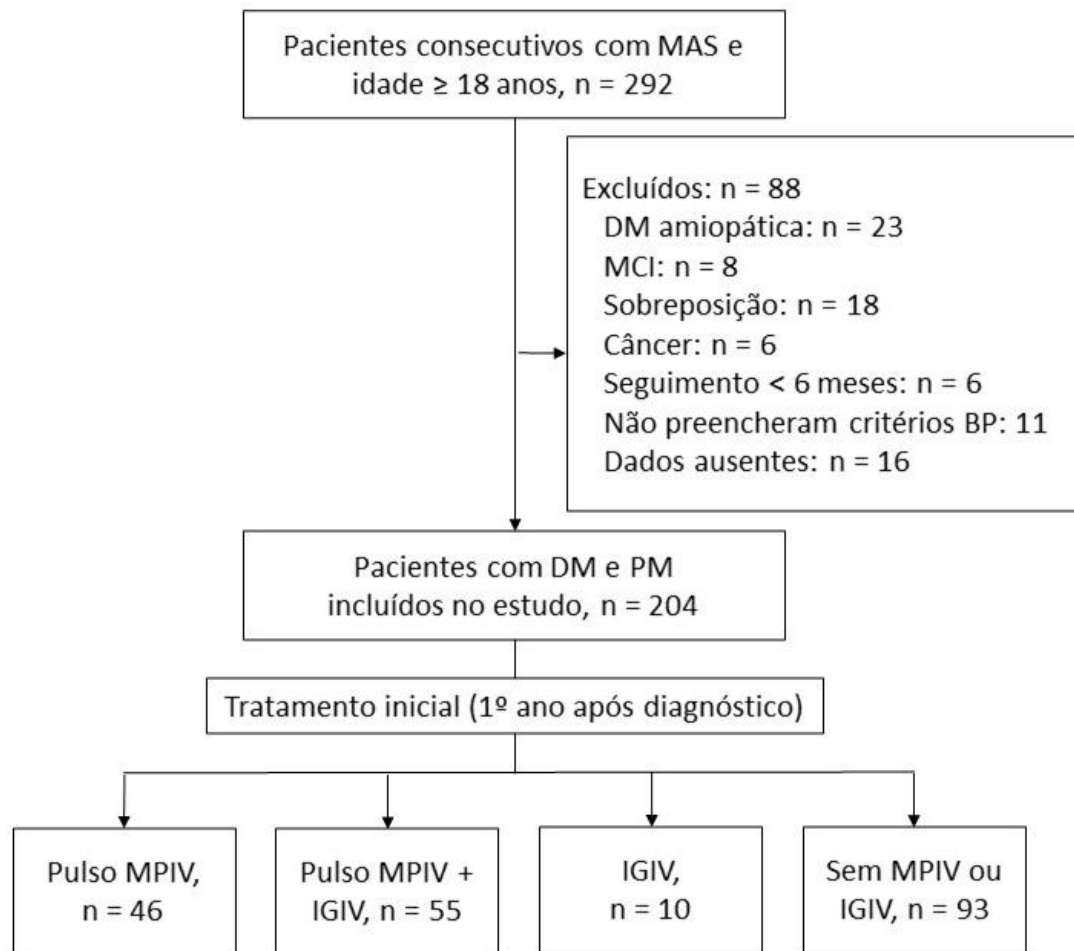 Pacientes consecutivos com MAS e
idade ≥ 18 anos, n = 292
Excluídos: n = 88
DM amiopática: n = 23
MCI: n = 8
Sobreposição: n = 18
Câncer: n = 6
Seguimento < 6 meses: n = 6
Não preencheram critérios BP: 11
Dados ausentes: n = 16
Pacientes com DM e PM
incluídos no estudo, n = 204
Tratamento inicial (1º ano após diagnóstico)
Pulso MPIV,
n = 46
Pulso MPIV +
IGIV, n = 55
IGIV,
n = 10
Sem MPIV ou
IGIV, n = 93